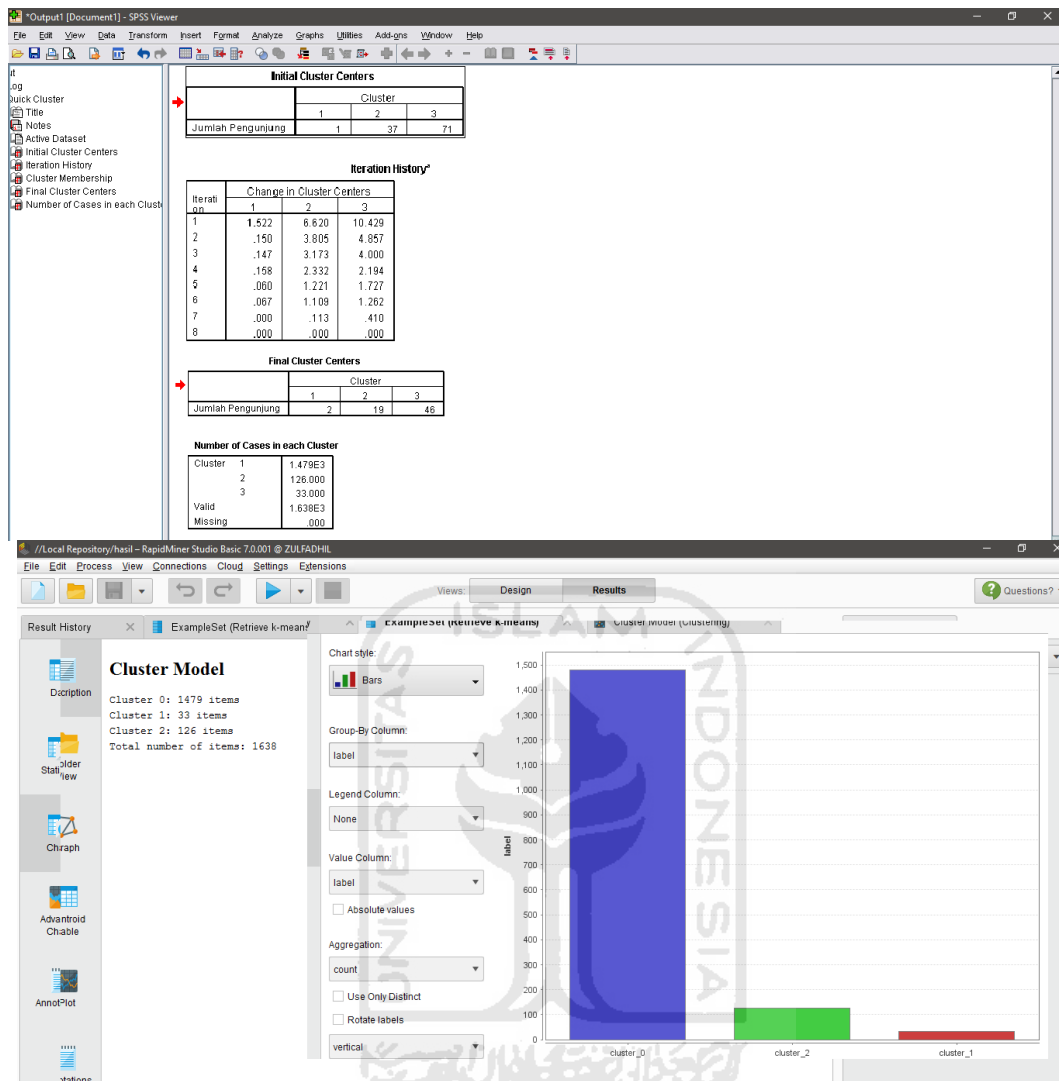 *Output1 [Document1] - SPSS Viewer
File Edit View Data Transform Insert Format Analyze Graphs Utilities Add-ons Window Help
Quick Cluster
Title
Notes
Active Dataset
Initial Cluster Centers
Iteration History
Cluster Membership
Final Cluster Centers
Number of Cases in each Clust
Initial Cluster Centers
Cluster
1 2 3
Jumlah Pengunjung 1 37 71
Iteration Historyª
Iterati
on
Change in Cluster Centers
1 2 3
1 1.522 6.620 10.429
2 .150 3.805 4.857
3 .147 3.173 4.000
4 .158 2.332 2.194
5 .060 1.221 1.727
6 .067 1.109 1.262
7 .000 .113 .410
8 .000 .000 .000
Final Cluster Centers
Cluster
1 2 3
Jumlah Pengunjung 2 19 46
Number of Cases in each Cluster
Cluster 1 1.479E3
2 126.000
3 33.000
Valid 1.638E3
Missing .000
//Local Repository/hasil – RapidMiner Studio Basic 7.0.001 @ ZULFADHIL
File Edit Process View Connections Cloud Settings Extensions
Views: Design Results
Questions?
Result History
ExampleSet (Retrieve k-means
ExampleSet (Retrieve k-means)
Cluster Model (Clustering)
Cluster Model
Cluster 0: 1479 items
Cluster 1: 33 items
Cluster 2: 126 items
Total number of items: 1638
Chart style:
Bars
Group-By Column:
label
Legend Column:
None
Value Column:
label
Absolute values
Aggregation:
count
Use Only Distinct
Rotate labels
vertical
label
1,500
1,400
1,300
1,200
1,100
1,000
900
800
700
600
500
400
300
200
100
0
cluster_0 cluster_2 cluster_1
UNIVERSITAS
ISLAM
INDONESIA